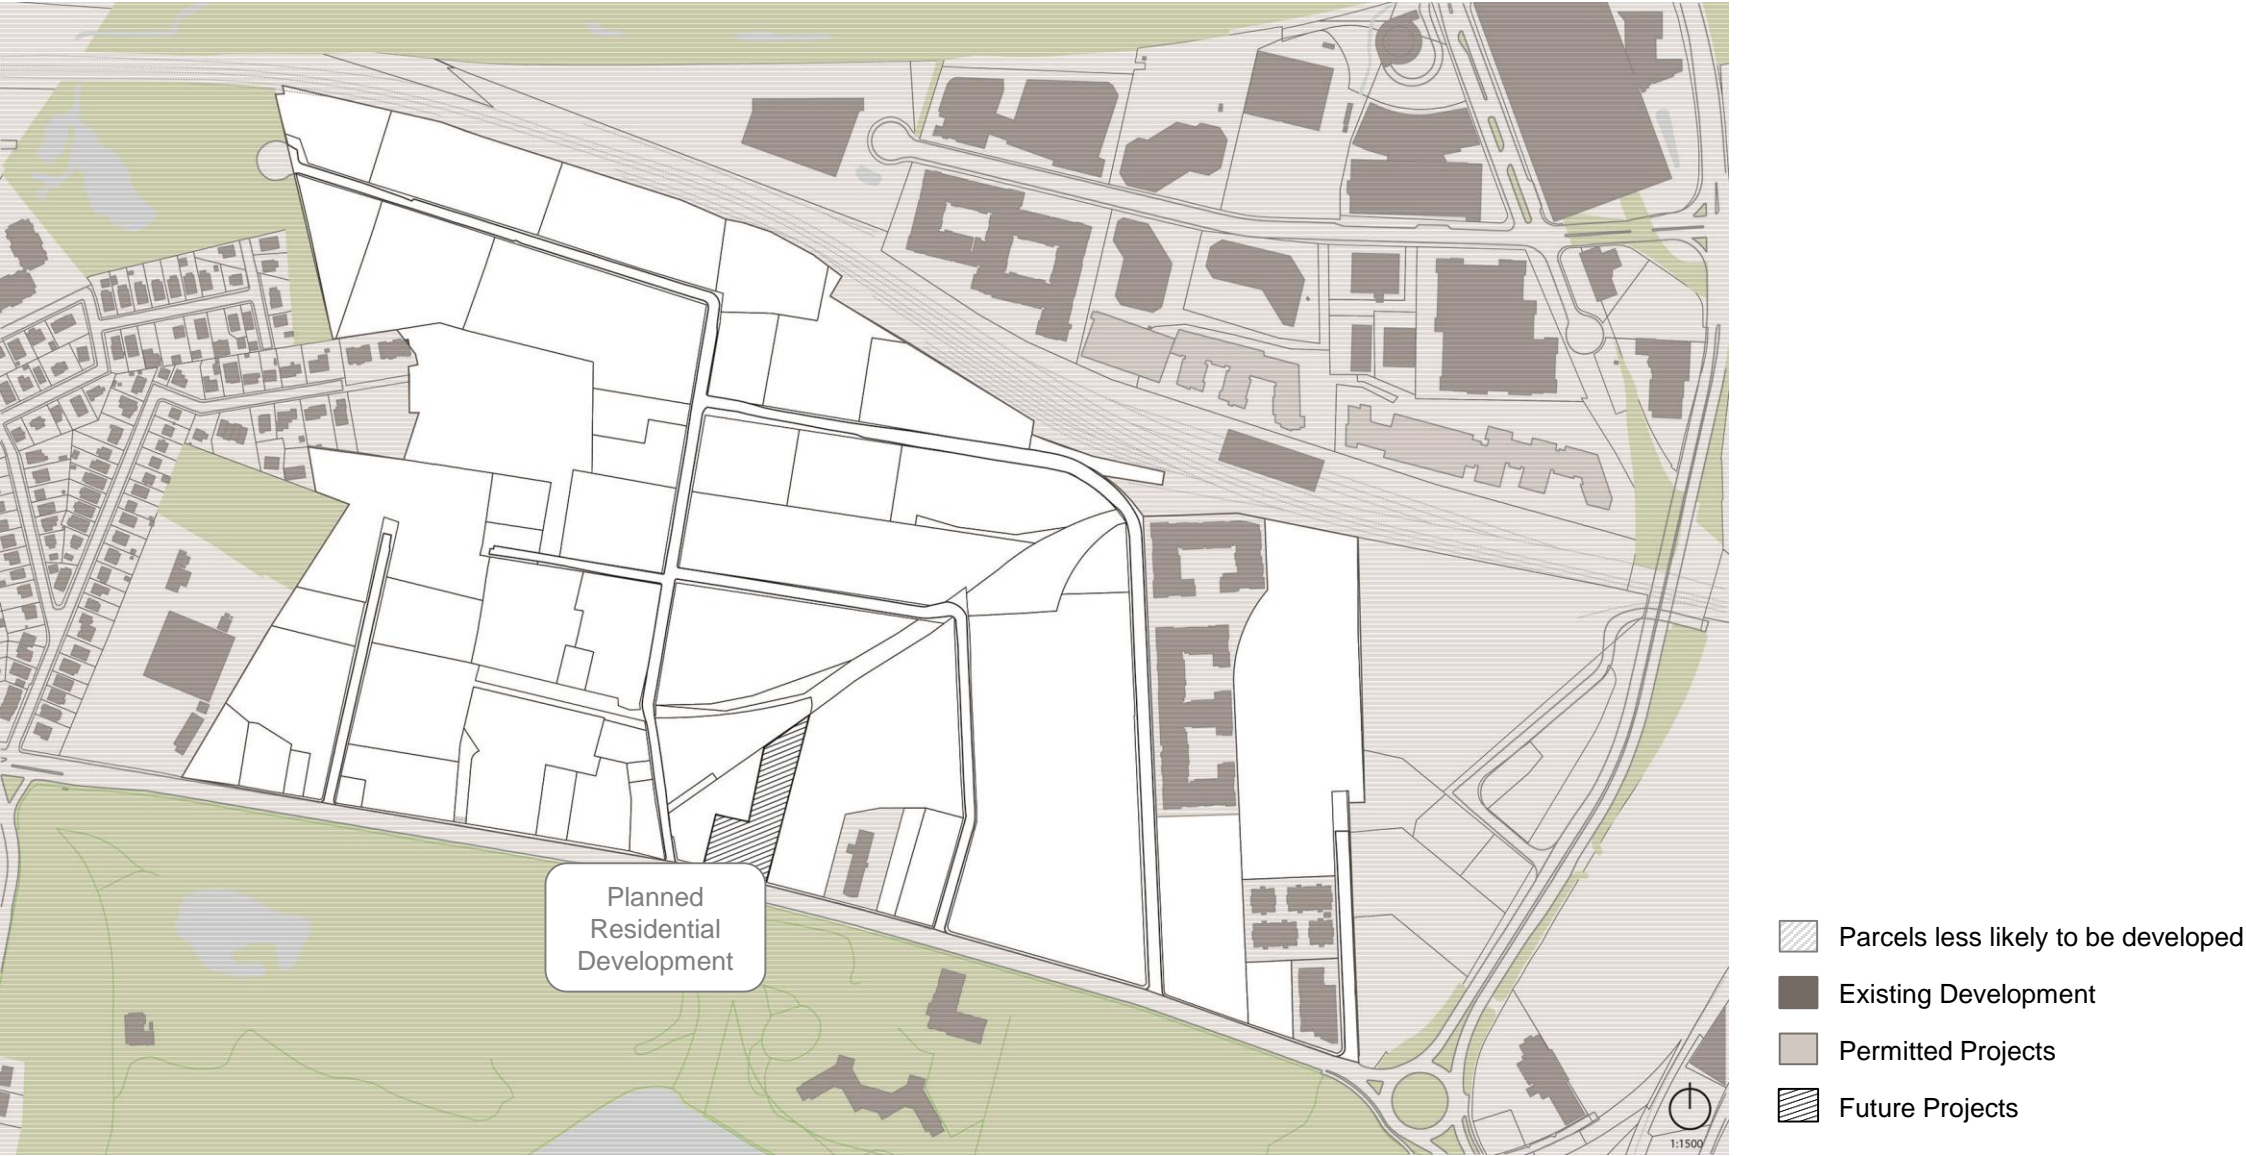 Planned
Residential
Development
Parcels less likely to be developed
Existing Development
Permitted Projects
Future Projects
1:1500